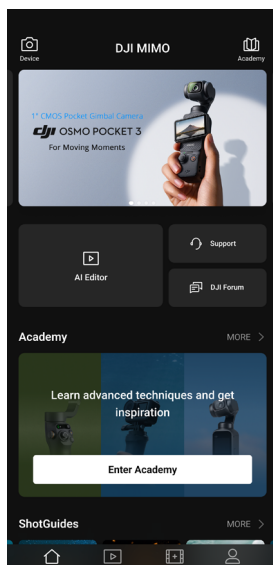 DJI MIMO
Device
Academy
1" CMOS Pocket Gimbal Camera
dji OSMO POCKET 3
For Moving Moments
AI Editor
Support
DJI Forum
Academy
MORE >
Learn advanced techniques and get
inspiration
Enter Academy
ShotGuides
MORE >